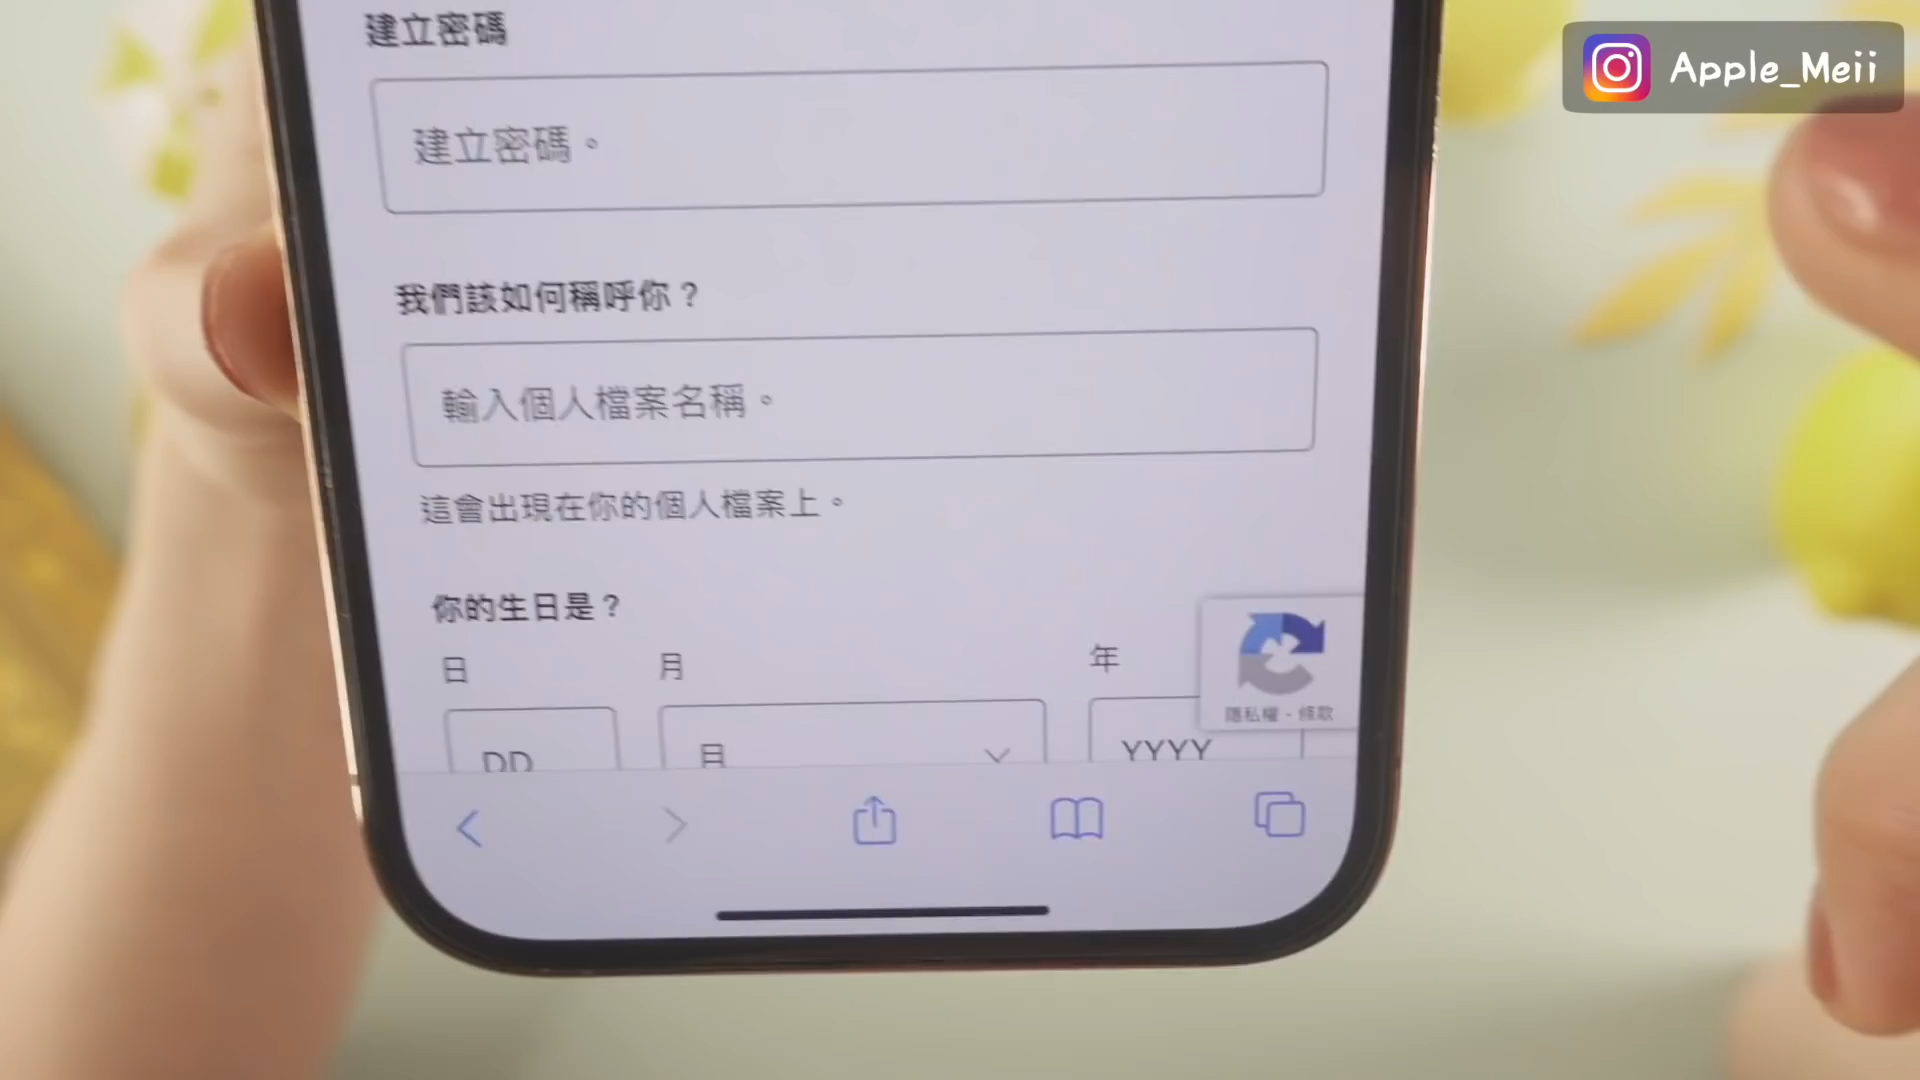 Apple_Meii
建立密碼
建立密碼。
我們該如何稱呼你？
輸入個人檔案名稱。
這會出現在你的個人檔案上。
你的生日是？
日 月 年
DD 月 YYYY
隱私權 - 條款